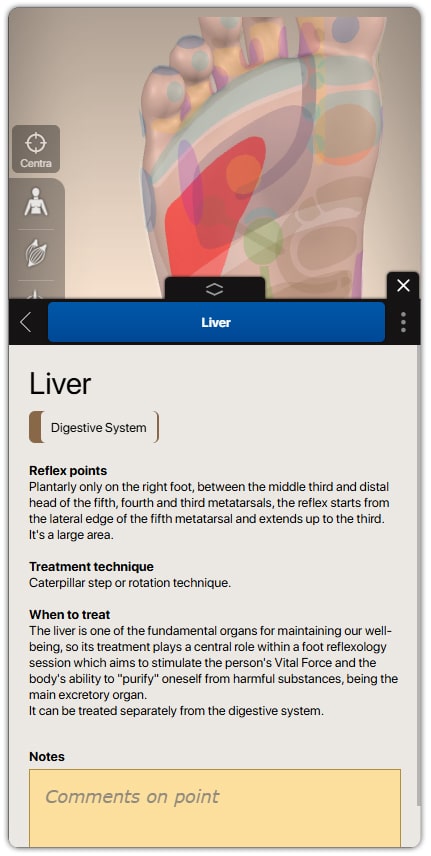 Centra
Liver
Liver
Digestive System
Reflex points
Plantarly only on the right foot, between the middle third and distal
head of the fifth, fourth and third metatarsals, the reflex starts from
the lateral edge of the fifth metatarsal and extends up to the third.
It's a large area.
Treatment technique
Caterpillar step or rotation technique.
When to treat
The liver is one of the fundamental organs for maintaining our well-
being, so its treatment plays a central role within a foot reflexology
session which aims to stimulate the person's Vital Force and the
body's ability to "purify" oneself from harmful substances, being the
main excretory organ.
It can be treated separately from the digestive system.
Notes
Comments on point